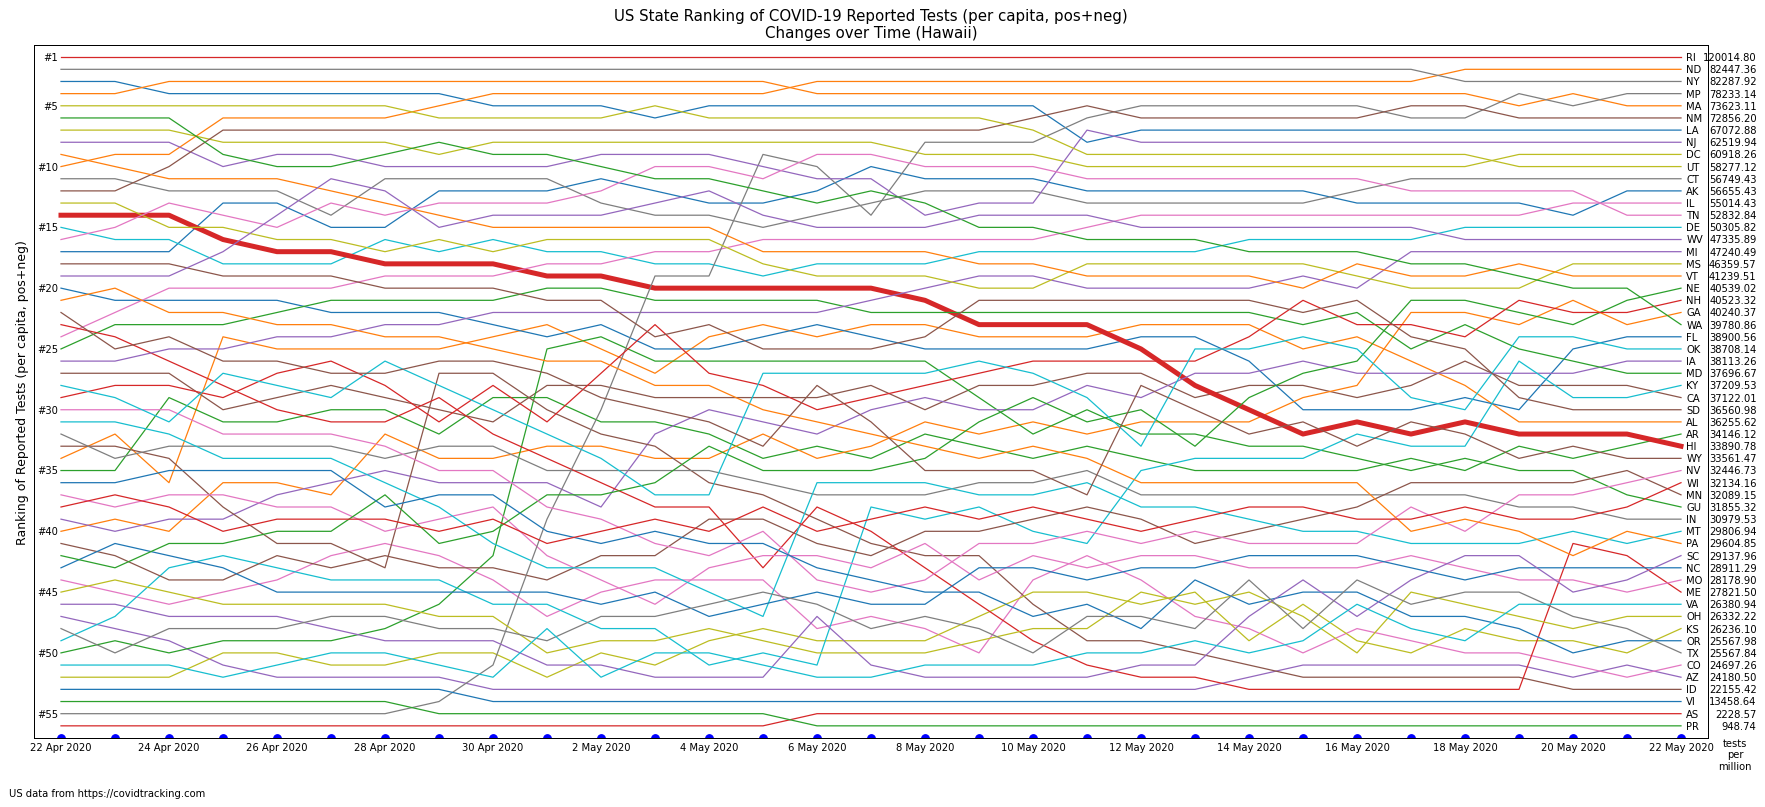 US State Ranking of COVID-19 Reported Tests (per capita, pos+neg)
Changes over Time (Hawaii)
Ranking of Reported Tests (per capita, pos+neg)
#1
#5
#10
#15
#20
#25
#30
#35
#40
#45
#50
#55
RI 120014.80
ND 82447.36
NY 82287.92
MP 78233.14
MA 73623.11
NM 72856.20
LA 67072.88
NJ 62519.94
DC 60918.26
UT 58277.12
CT 56749.43
AK 56655.43
IL 55014.43
TN 52832.84
DE 50305.82
WV 47335.89
MI 47240.49
MS 46359.57
VT 41239.51
NE 40539.02
NH 40523.32
GA 40240.37
WA 39780.86
FL 38900.56
OK 38708.14
IA 38113.26
MD 37696.67
KY 37209.53
CA 37122.01
SD 36560.98
AL 36255.62
AR 34146.12
HI 33890.78
WY 33561.47
NV 32446.73
WI 32134.16
MN 32089.15
GU 31855.32
IN 30979.53
MT 29806.94
PA 29604.85
SC 29137.96
NC 28911.29
MO 28178.90
ME 27821.50
VA 26380.94
OH 26332.22
KS 26236.10
OR 25567.98
TX 25567.84
CO 24697.26
AZ 24180.50
ID 22155.42
VI 13458.64
AS 2228.57
PR 948.74
22 Apr 2020 24 Apr 2020 26 Apr 2020 28 Apr 2020 30 Apr 2020 2 May 2020 4 May 2020 6 May 2020 8 May 2020 10 May 2020 12 May 2020 14 May 2020 16 May 2020 18 May 2020 20 May 2020 22 May 2020
tests
per
million
US data from https://covidtracking.com